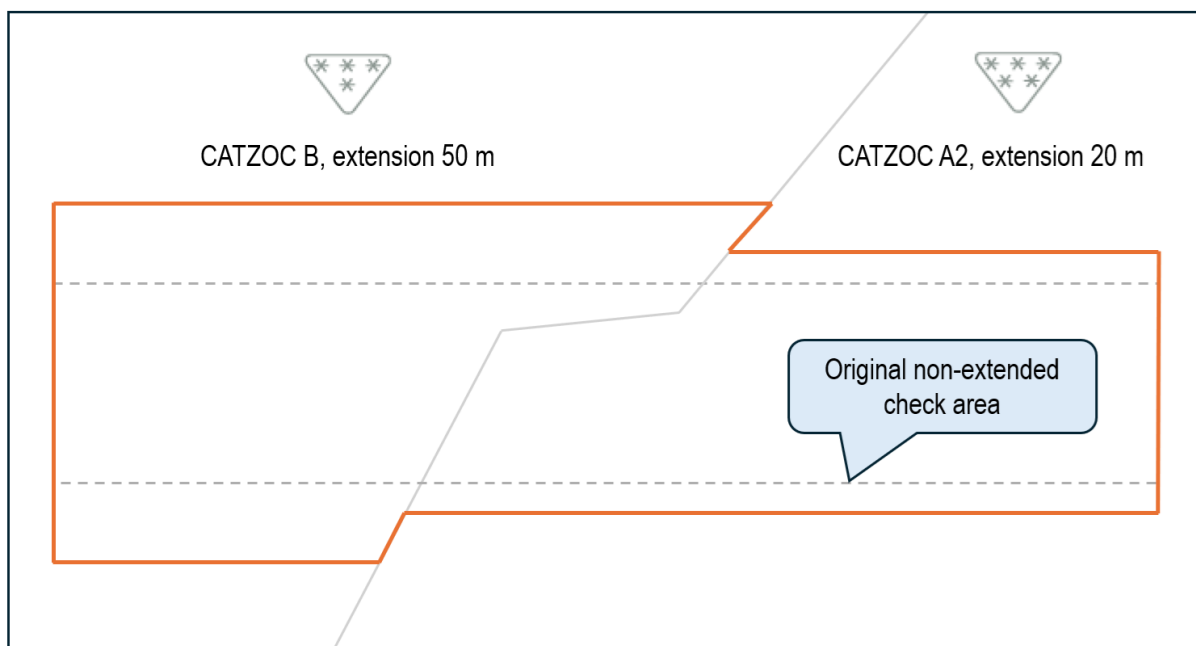 CATZOC B, extension 50 m
CATZOC A2, extension 20 m
Original non-extended
check area